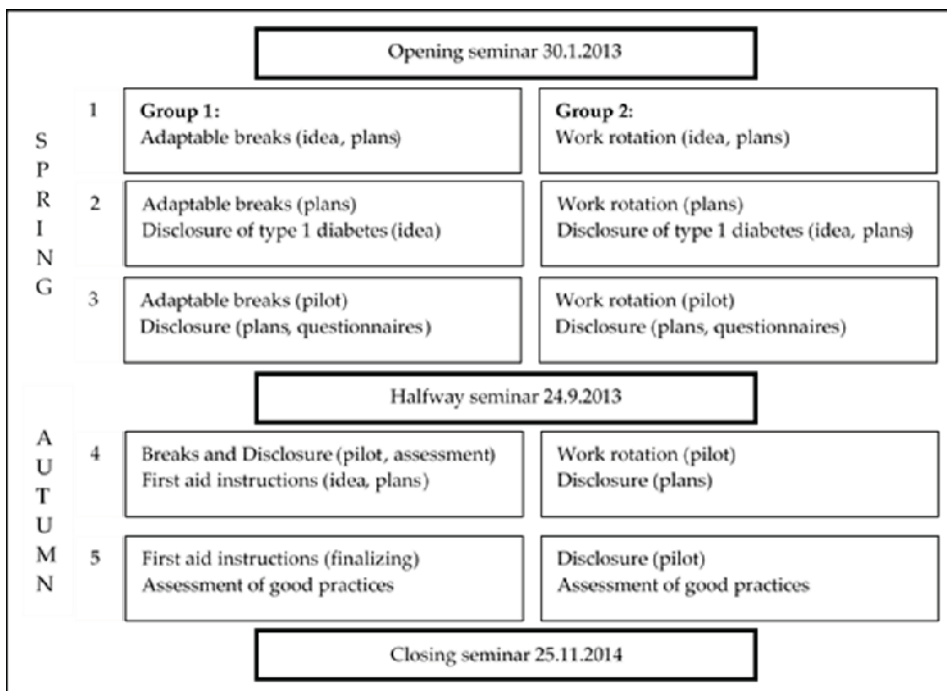 Opening seminar 30.1.2013
SPRING
1
Group 1:
Adaptable breaks (idea, plans)
Group 2:
Work rotation (idea, plans)
2
Adaptable breaks (plans)
Disclosure of type 1 diabetes (idea)
Work rotation (plans)
Disclosure of type 1 diabetes (idea, plans)
3
Adaptable breaks (pilot)
Disclosure (plans, questionnaires)
Work rotation (pilot)
Disclosure (plans, questionnaires)
Halfway seminar 24.9.2013
AUTUMN
4
Breaks and Disclosure (pilot, assessment)
First aid instructions (idea, plans)
Work rotation (pilot)
Disclosure (plans)
5
First aid instructions (finalizing)
Assessment of good practices
Disclosure (pilot)
Assessment of good practices
Closing seminar 25.11.2014